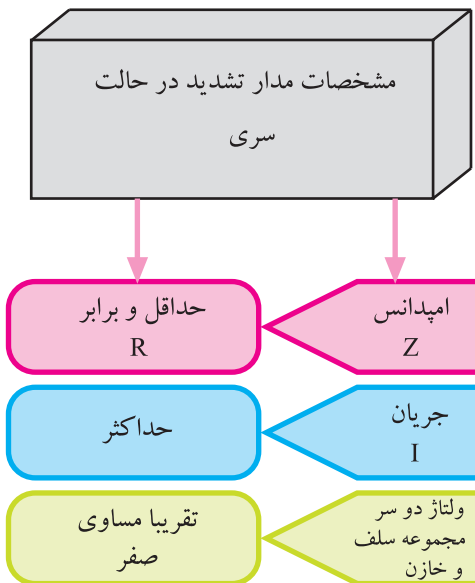 مشخصات مدار تشدید در حالت
سری
امپدانس
Z
حداقل و برابر
R
جریان
I
حداکثر
ولتاژ دو سر
مجموعه سلف
و خازن
تقریبا مساوی
صفر